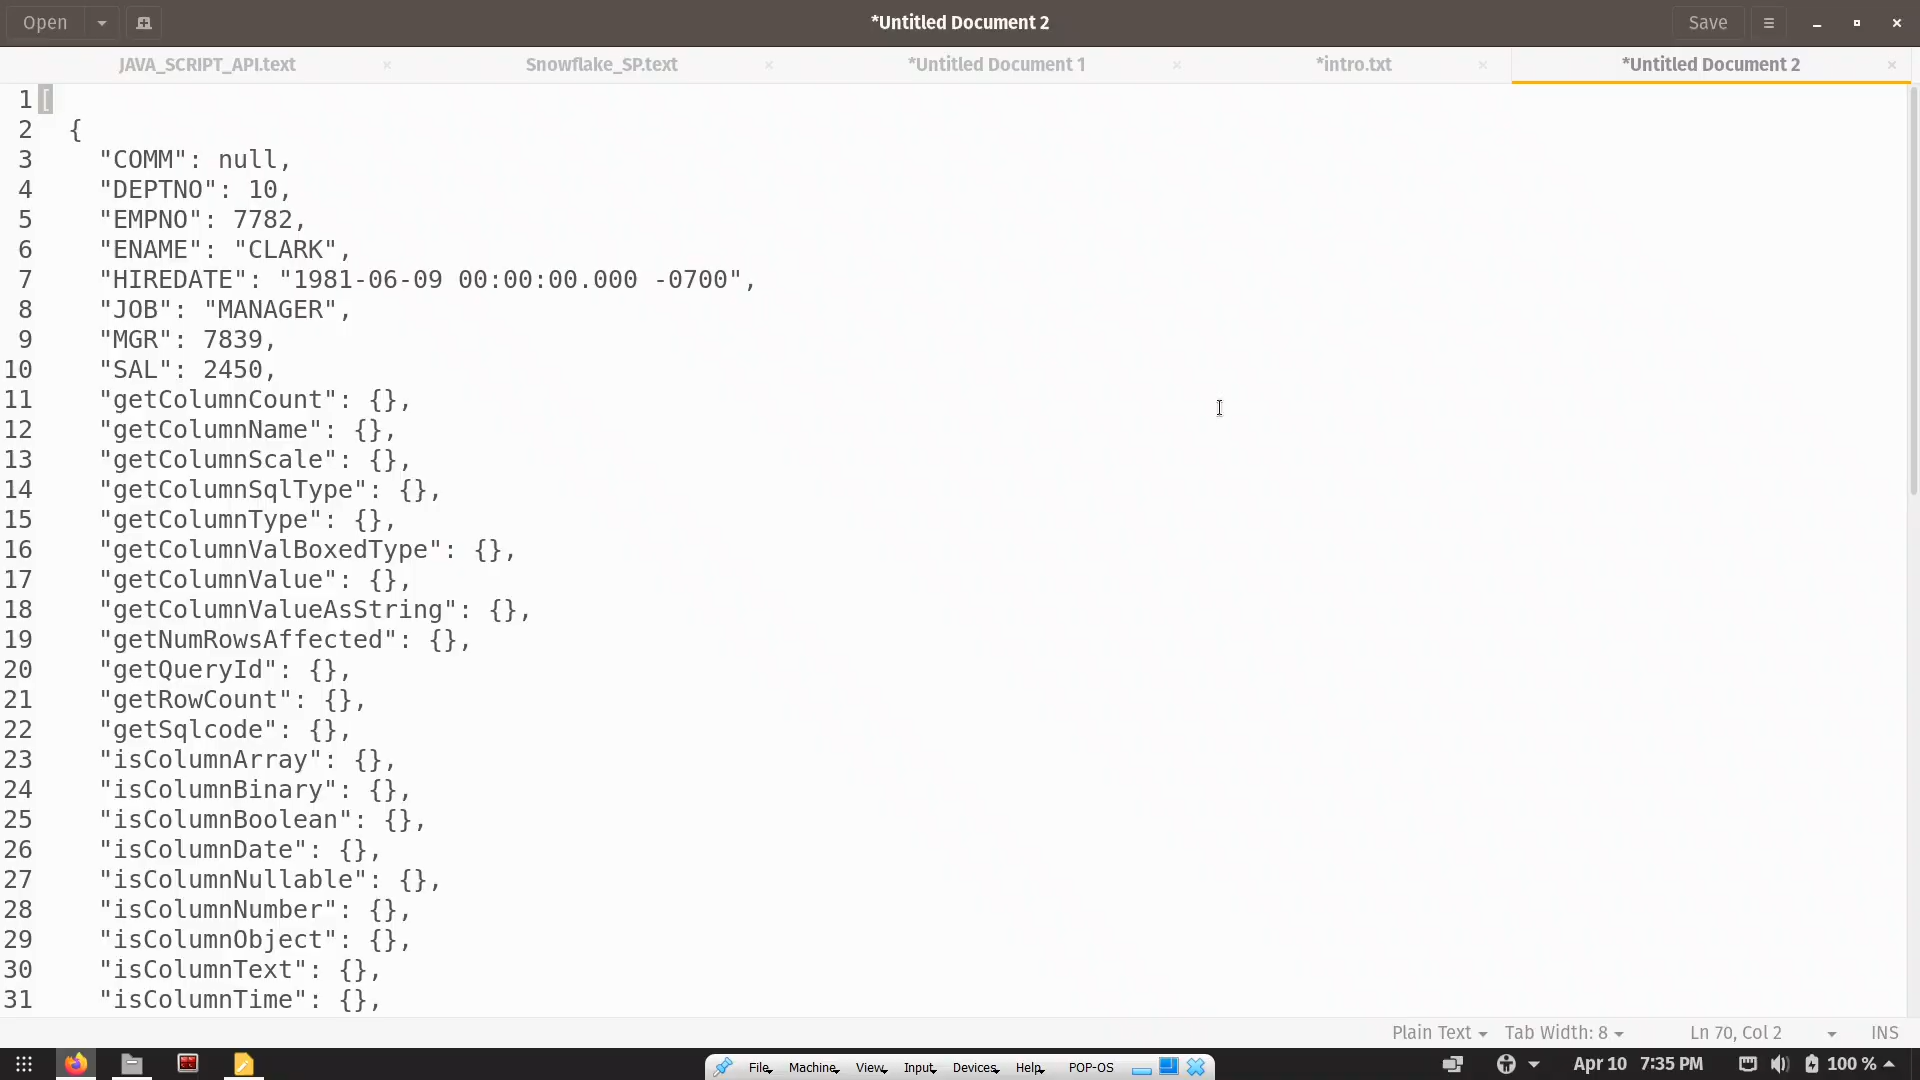 Open
*Untitled Document 2
Save
JAVA_SCRIPT_API.text
Snowflake_SP.text
*Untitled Document 1
*intro.txt
*Untitled Document 2
1 [
2 {
3 "COMM": null,
4 "DEPTNO": 10,
5 "EMPNO": 7782,
6 "ENAME": "CLARK",
7 "HIREDATE": "1981-06-09 00:00:00.000 -0700",
8 "JOB": "MANAGER",
9 "MGR": 7839,
10 "SAL": 2450,
11 "getColumnCount": {},
12 "getColumnName": {},
13 "getColumnScale": {},
14 "getColumnSqlType": {},
15 "getColumnType": {},
16 "getColumnValBoxedType": {},
17 "getColumnValue": {},
18 "getColumnValueAsString": {},
19 "getNumRowsAffected": {},
20 "getQueryId": {},
21 "getRowCount": {},
22 "getSqlcode": {},
23 "isColumnArray": {},
24 "isColumnBinary": {},
25 "isColumnBoolean": {},
26 "isColumnDate": {},
27 "isColumnNullable": {},
28 "isColumnNumber": {},
29 "isColumnObject": {},
30 "isColumnText": {},
31 "isColumnTime": {},
Plain Text
Tab Width: 8
Ln 70, Col 2
INS
File
Machine
View
Input
Devices
Help
POP-OS
Apr 10 7:35 PM
100 %